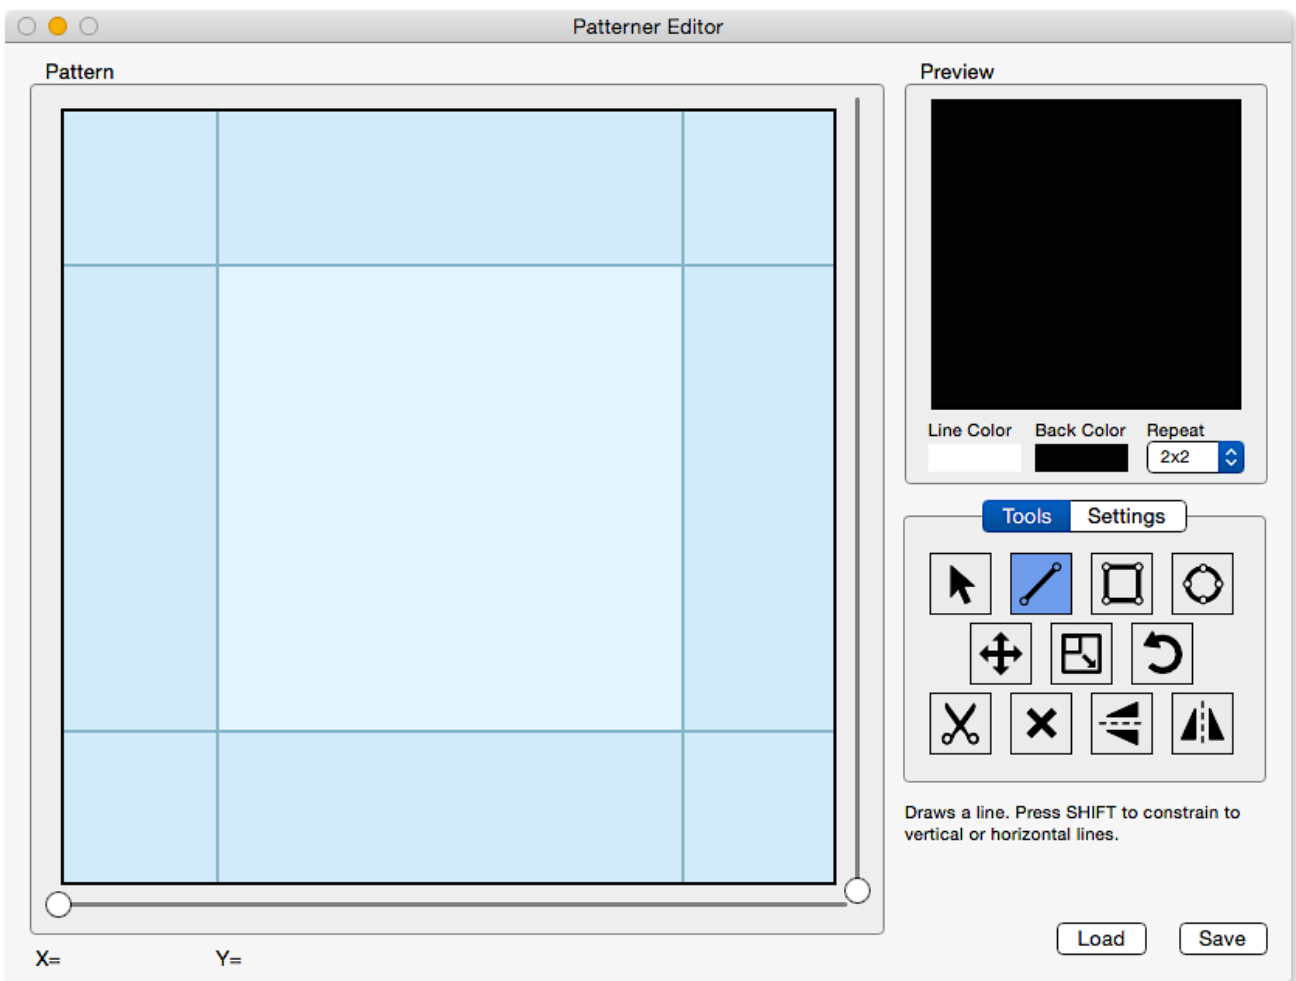 Patterner Editor
Pattern
Preview
Line Color
Back Color
Repeat
2x2
Tools
Settings
Draws a line. Press SHIFT to constrain to
vertical or horizontal lines.
Load
Save
X=
Y=